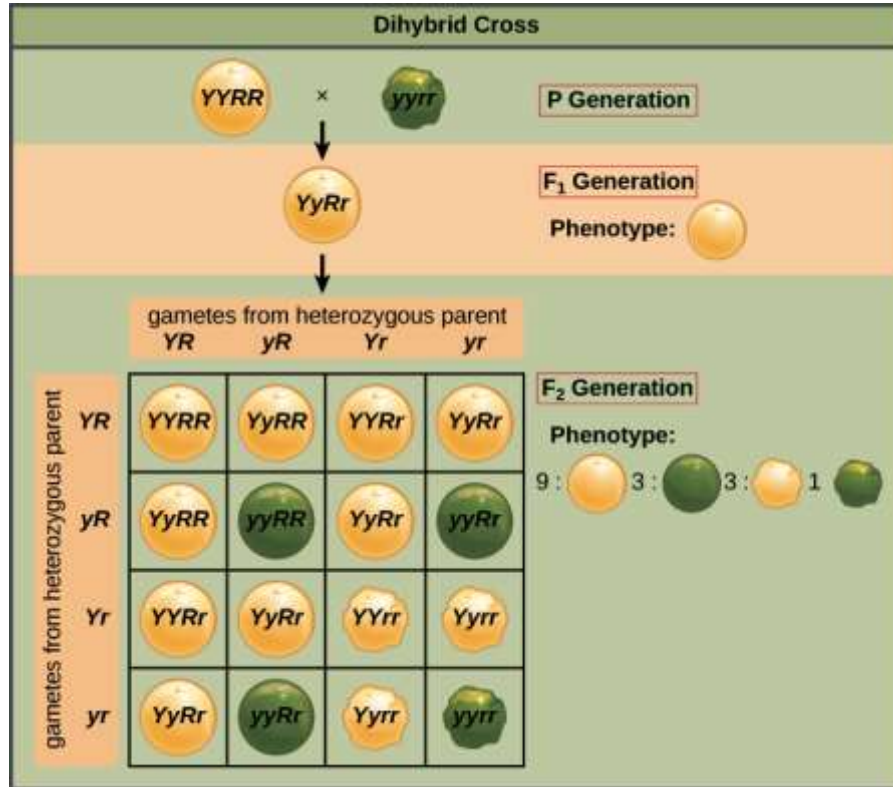 Dihybrid Cross
YYRR × yyrr P Generation
YyRr
F₁ Generation
Phenotype:
gametes from heterozygous parent
YR yR Yr yr
gametes from heterozygous parent
YR YYRR YyRR YYRr YyRr
yR YyRR yyRR YyRr yyRr
Yr YYRr YyRr YYrr Yyrr
yr YyRr yyRr Yyrr yyrr
F₂ Generation
Phenotype:
9 : 3 : 3 : 1